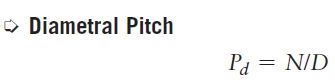 ⇨ Diametral Pitch
P_d = N/D